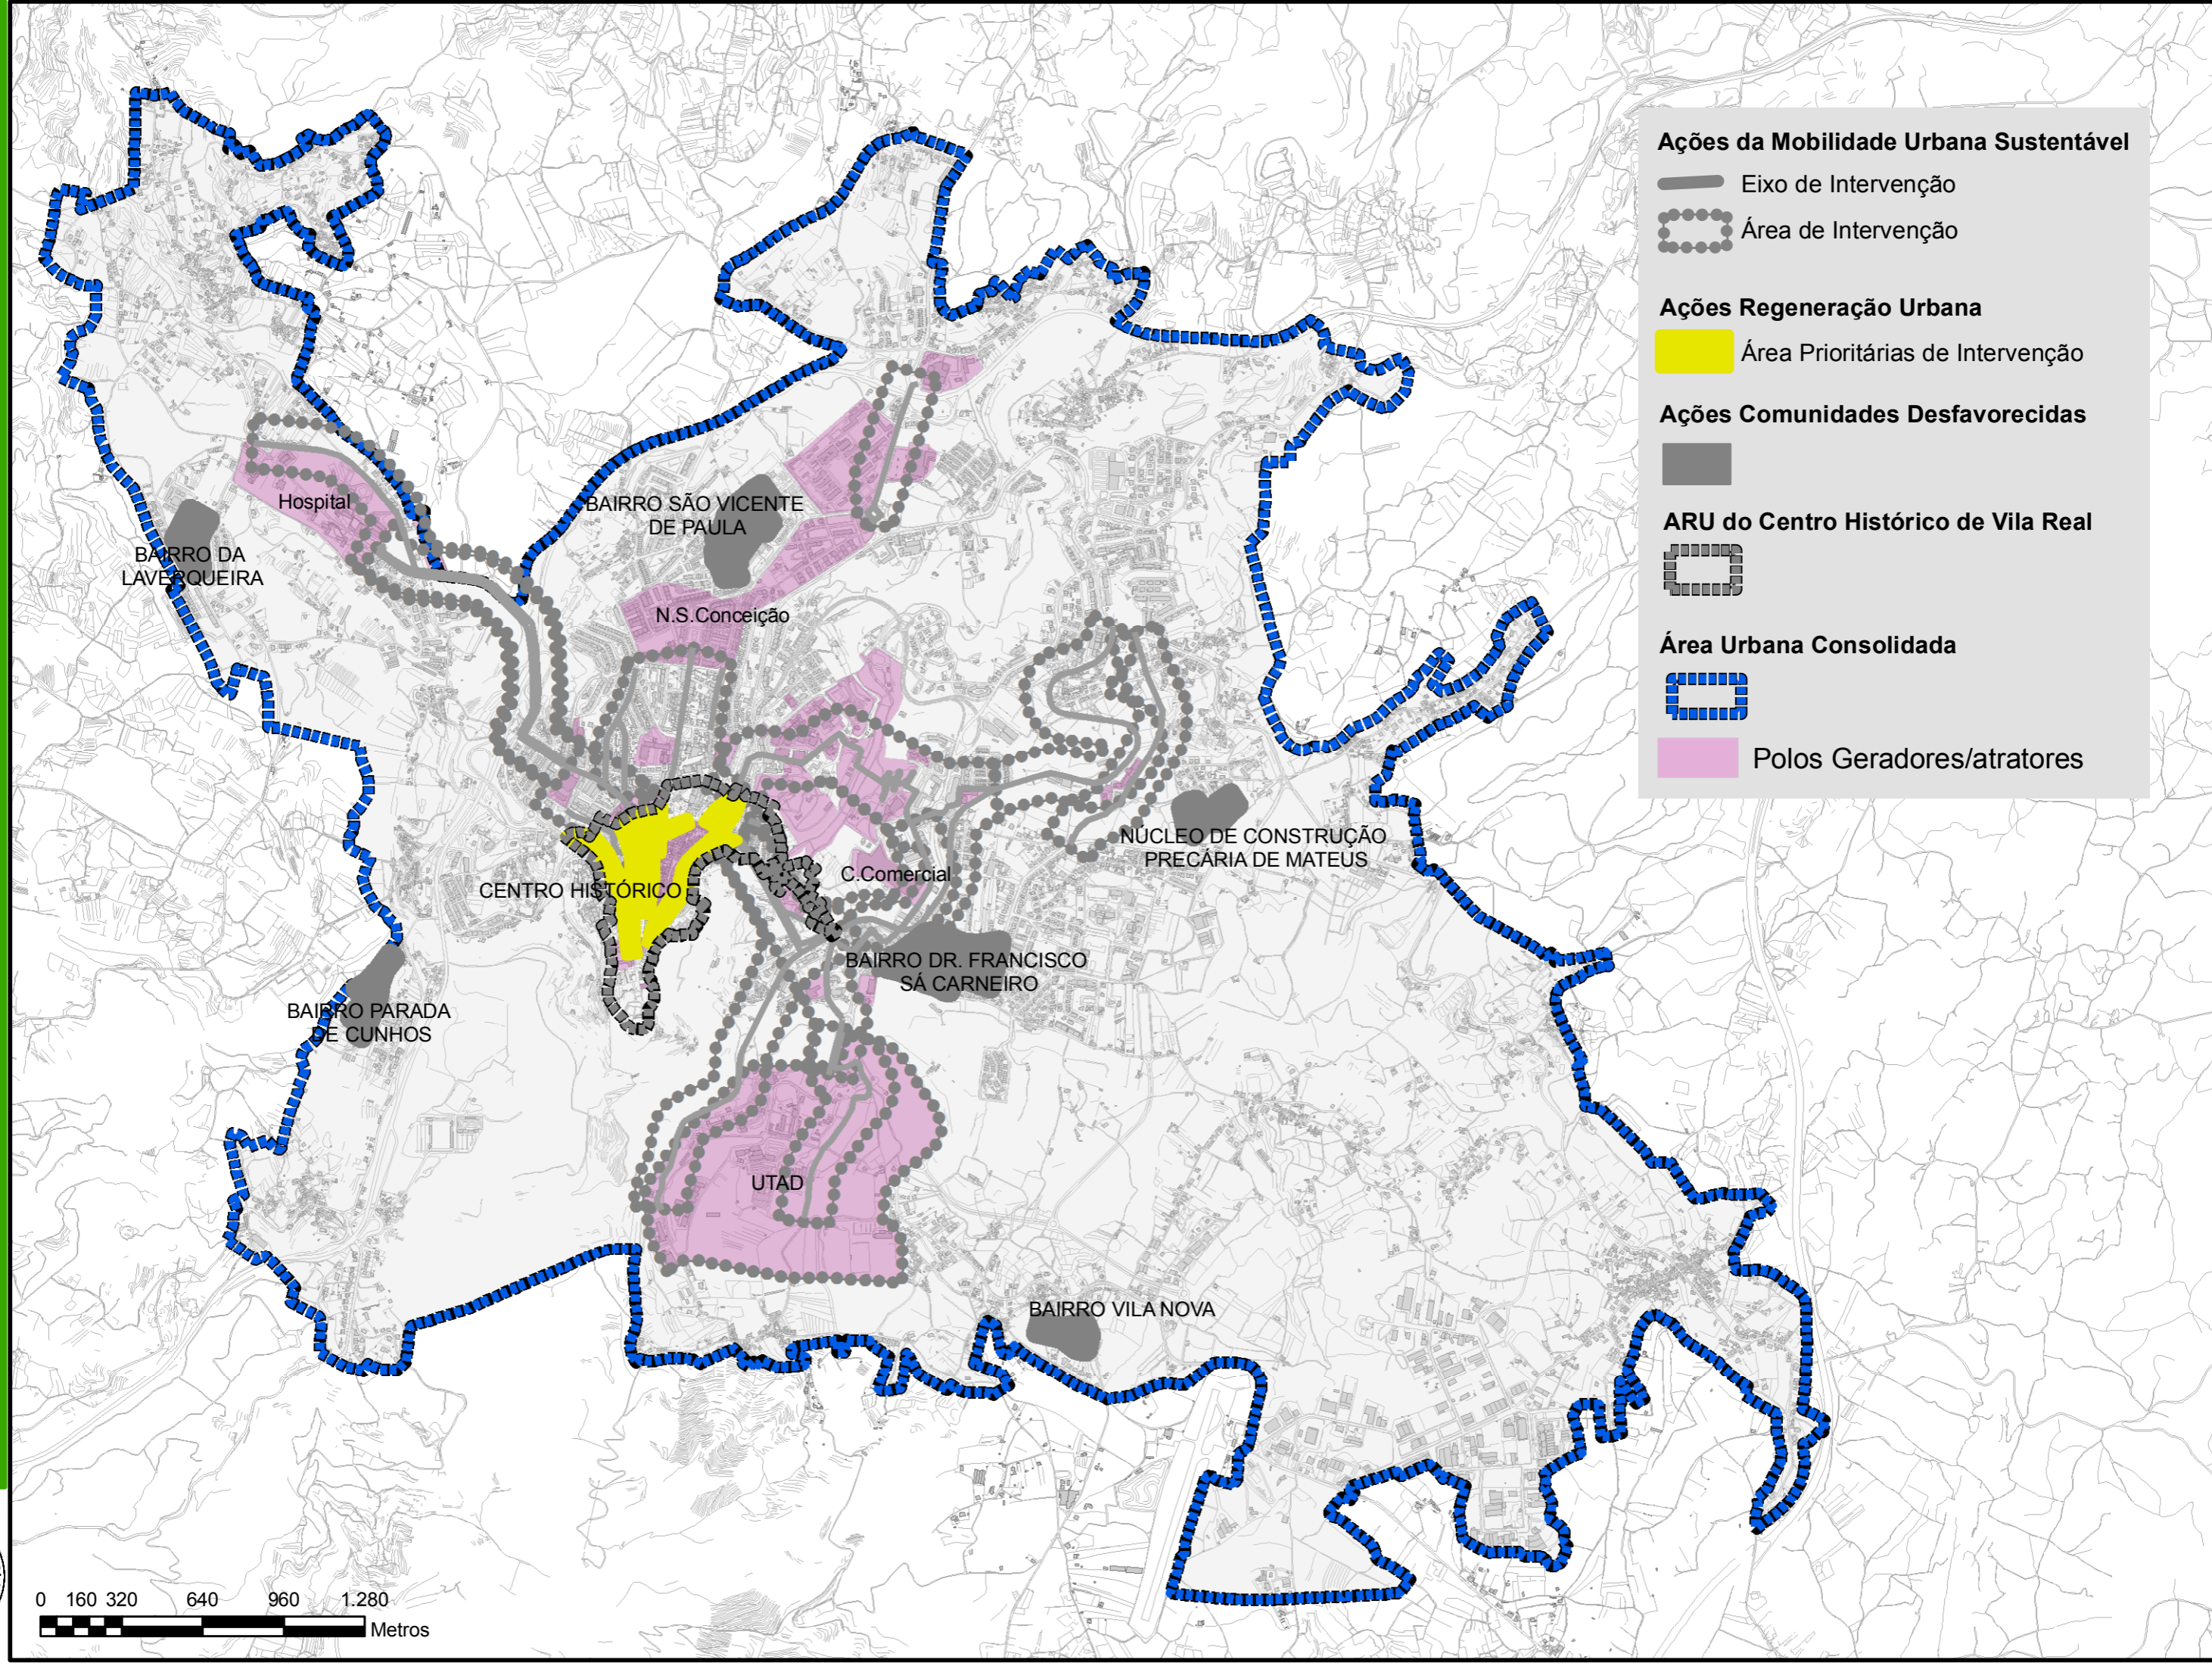 Ações da Mobilidade Urbana Sustentável
Eixo de Intervenção
Área de Intervenção
Ações Regeneração Urbana
Área Prioritárias de Intervenção
Ações Comunidades Desfavorecidas
ARU do Centro Histórico de Vila Real
Área Urbana Consolidada
Polos Geradores/atratores
Hospital
BAIRRO SÃO VICENTE
DE PAULA
BAIRRO DA
LAVERQUEIRA
N.S.Conceição
NÚCLEO DE CONSTRUÇÃO
PRECÁRIA DE MATEUS
C.Comercial
CENTRO HISTÓRICO
BAIRRO DR. FRANCISCO
SÁ CARNEIRO
BAIRRO PARADA
DE CUNHOS
UTAD
BAIRRO VILA NOVA
0 160 320 640 960 1.280
Metros